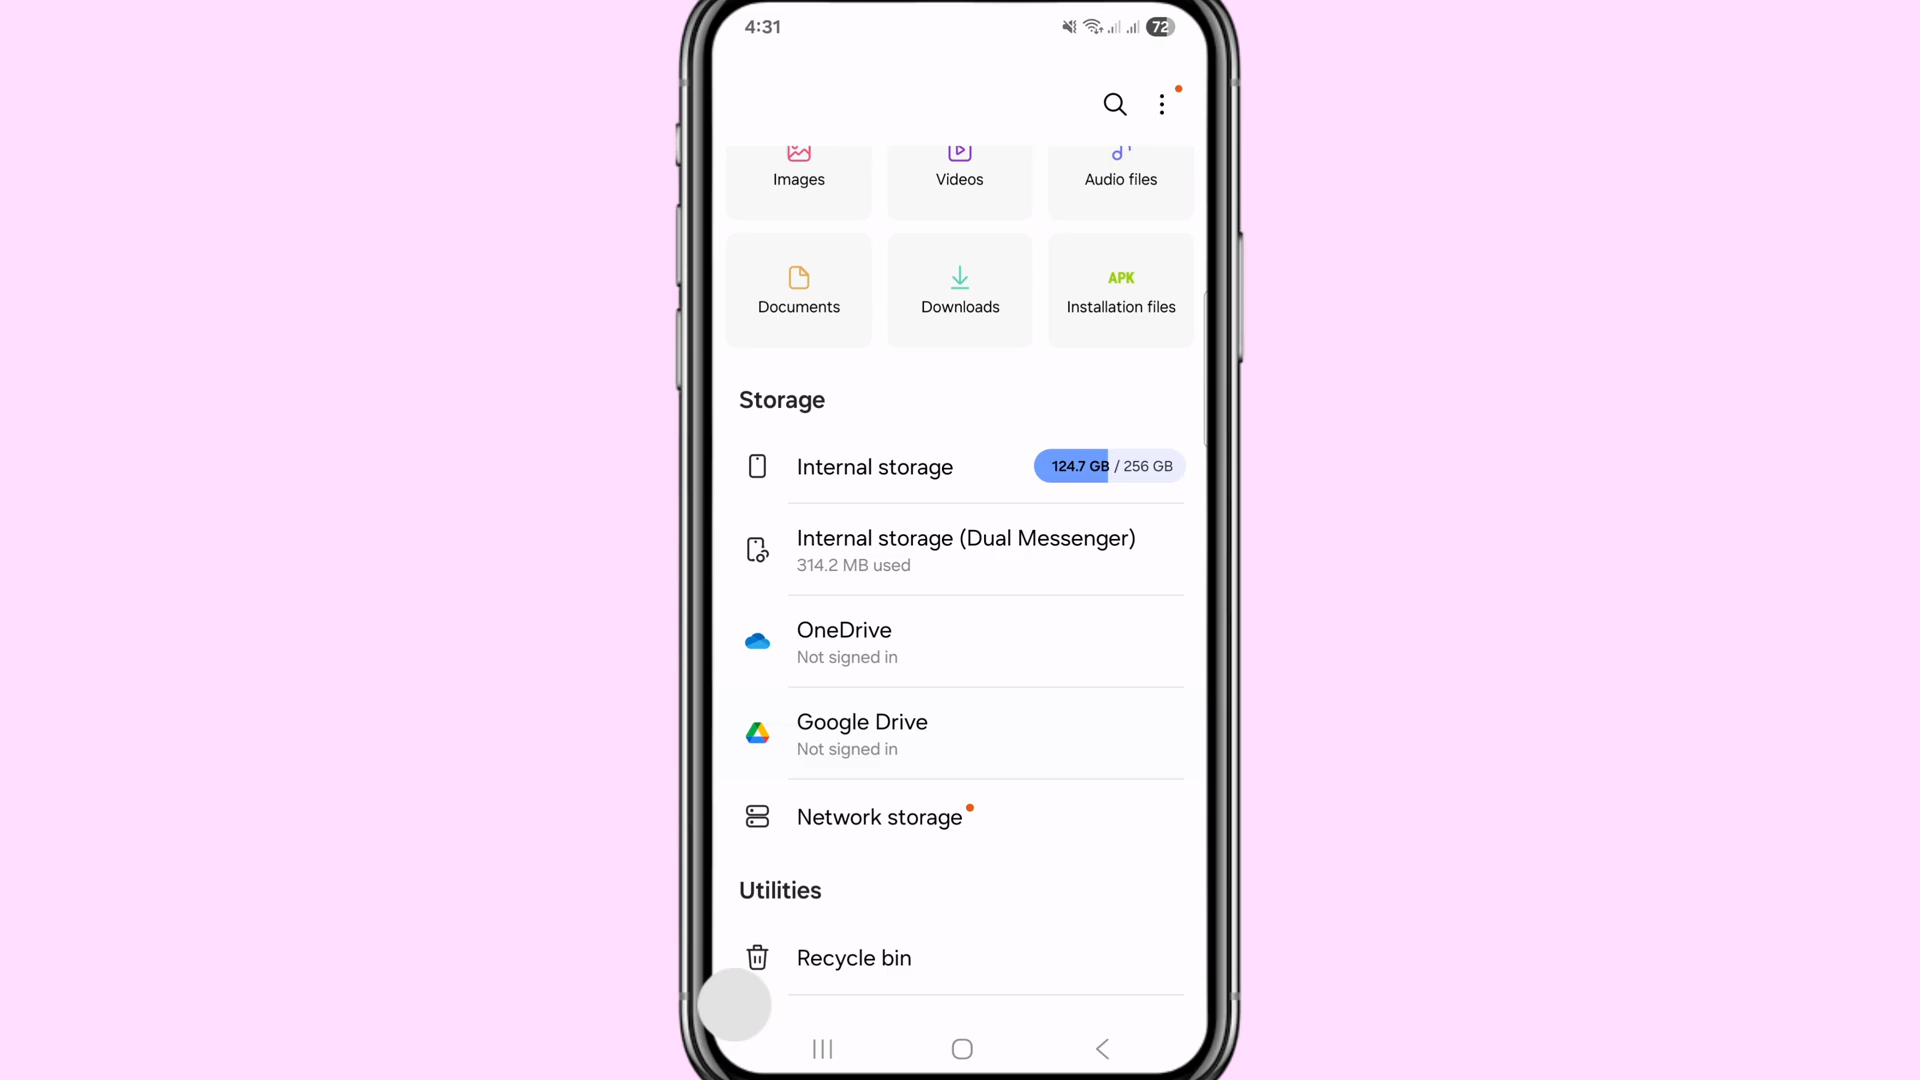 4:31
72
Images
Videos
Audio files
Documents
Downloads
APK
Installation files
Storage
Internal storage
124.7 GB / 256 GB
Internal storage (Dual Messenger)
314.2 MB used
OneDrive
Not signed in
Google Drive
Not signed in
Network storage
Utilities
Recycle bin